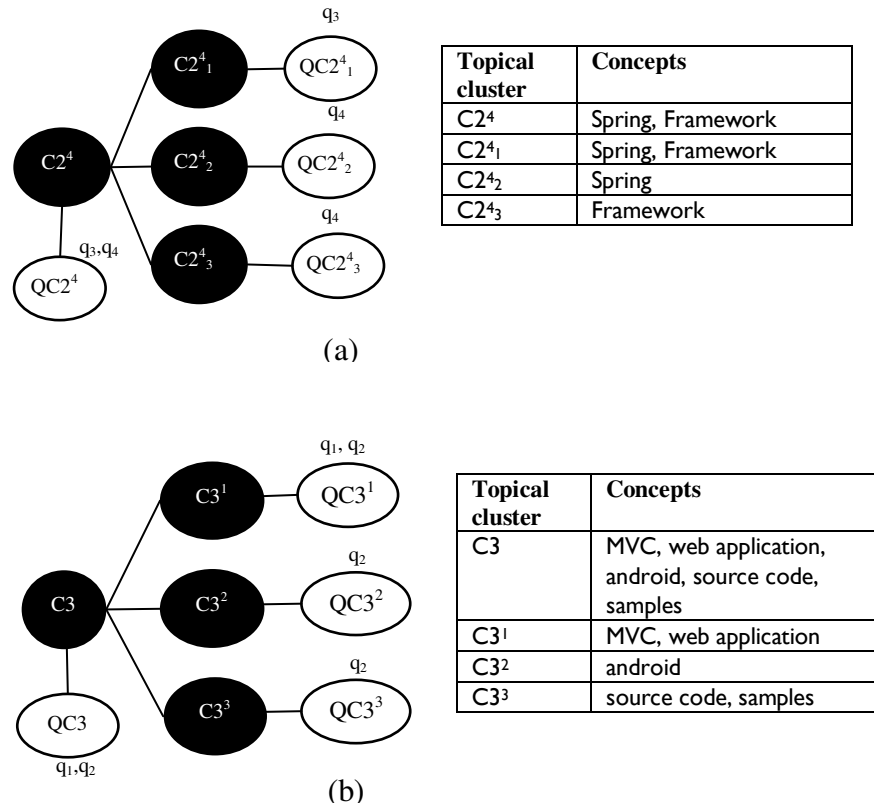 q₃
C2⁴₁
QC2⁴₁
q₄
C2⁴
C2⁴₂
QC2⁴₂
q₄
q₃,q₄
C2⁴₃
QC2⁴₃
QC2⁴
Topical cluster | Concepts
C2⁴ | Spring, Framework
C2⁴₁ | Spring, Framework
C2⁴₂ | Spring
C2⁴₃ | Framework
(a)
q₁, q₂
C3¹
QC3¹
q₂
C3
C3²
QC3²
q₂
QC3
C3³
QC3³
q₁,q₂
Topical
cluster
Concepts
C3
MVC, web application,
android, source code,
samples
C3¹
MVC, web application
C3²
android
C3³
source code, samples
(b)